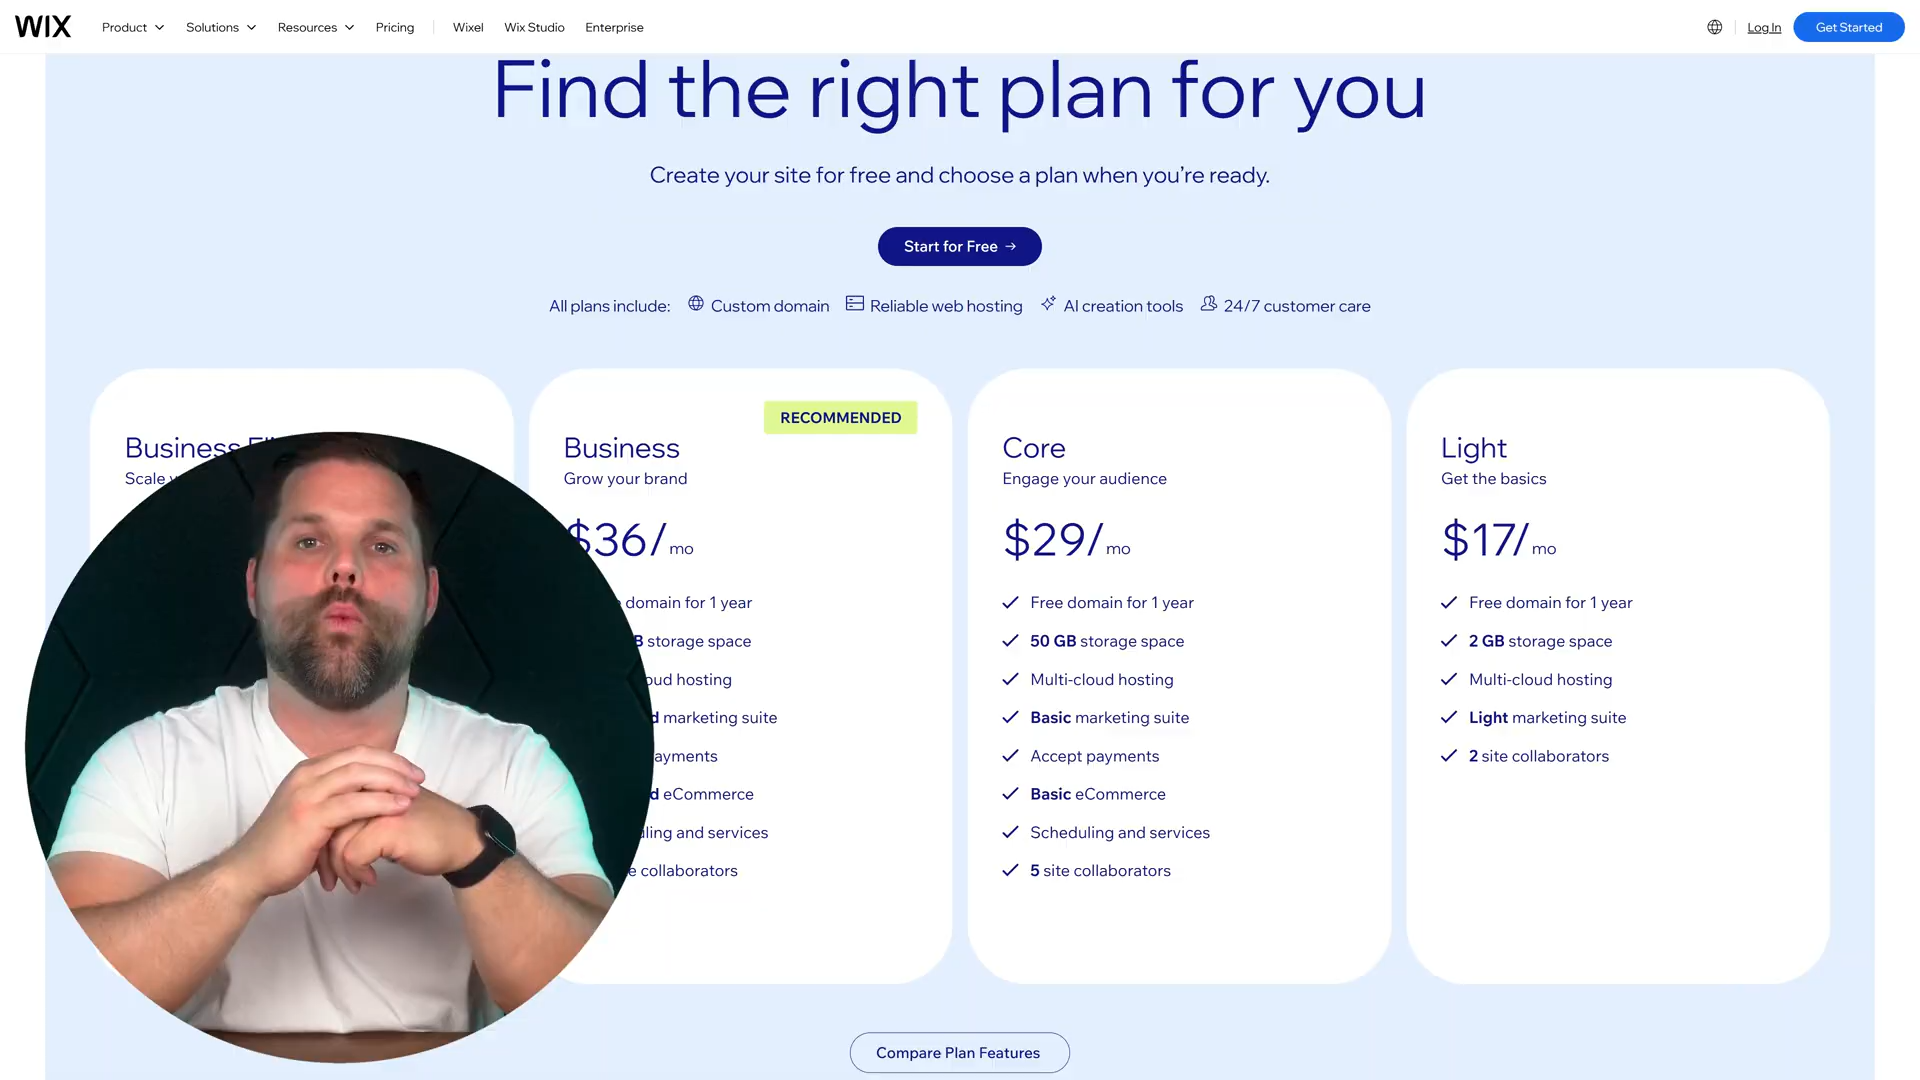 WIX Product Solutions Resources Pricing Wixel Wix Studio Enterprise Log In Get Started
Find the right plan for you
Create your site for free and choose a plan when you're ready.
Start for Free →
All plans include: Custom domain Reliable web hosting AI creation tools 24/7 customer care
Business
Scale
RECOMMENDED
Business
Grow your brand
$36/mo
domain for 1 year
storage space
hosting
marketing suite
eCommerce
and services
collaborators
Core
Engage your audience
$29/mo
Free domain for 1 year
50 GB storage space
Multi-cloud hosting
Basic marketing suite
Accept payments
Basic eCommerce
Scheduling and services
5 site collaborators
Light
Get the basics
$17/mo
Free domain for 1 year
2 GB storage space
Multi-cloud hosting
Light marketing suite
2 site collaborators
Compare Plan Features